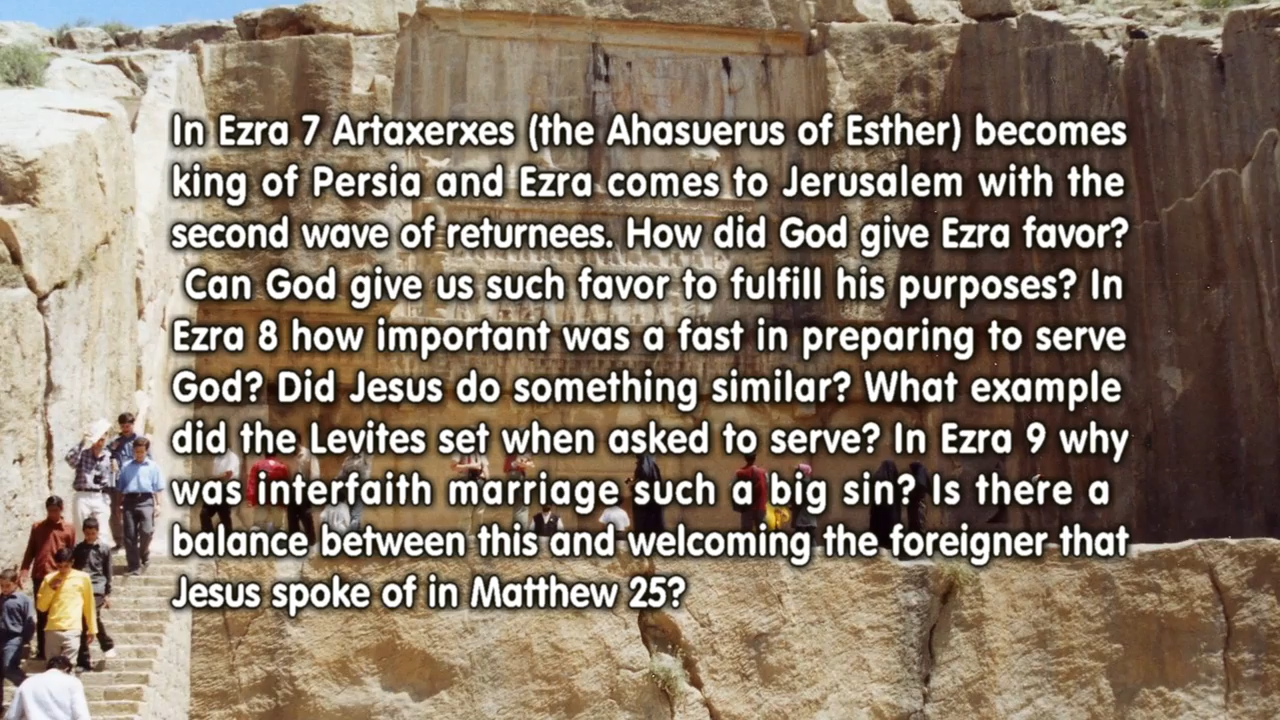 In Ezra 7 Artaxerxes (the Ahasuerus of Esther) becomes
king of Persia and Ezra comes to Jerusalem with the
second wave of returnees. How did God give Ezra favor?
Can God give us such favor to fulfill his purposes? In
Ezra 8 how important was a fast in preparing to serve
God? Did Jesus do something similar? What example
did the Levites set when asked to serve? In Ezra 9 why
was interfaith marriage such a big sin? Is there a
balance between this and welcoming the foreigner that
Jesus spoke of in Matthew 25?